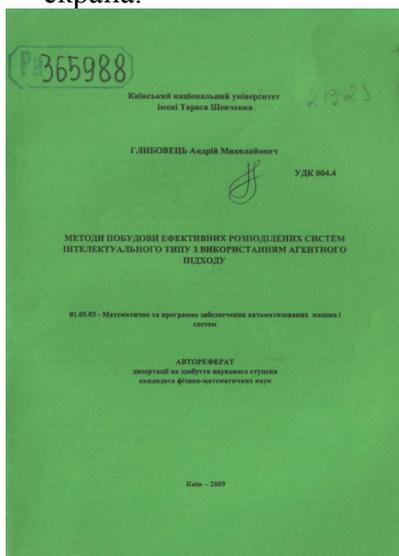 екрана.
Ра 365988
Київський національний університет
імені Тараса Шевченка
21923
ГЛИБОВЕЦЬ Андрій Миколайович
УДК 004.4
МЕТОДИ ПОБУДОВИ ЕФЕКТИВНИХ РОЗПОДІЛЕНИХ СИСТЕМ
ІНТЕЛЕКТУАЛЬНОГО ТИПУ З ВИКОРИСТАННЯМ АГЕНТНОГО
ПІДХОДУ
01.05.03 - Математичне та програмне забезпечення автоматизованих машин і
систем
АВТОРЕФЕРАТ
дисертації на здобуття наукового ступеня
кандидата фізико-математичних наук
Київ – 2009